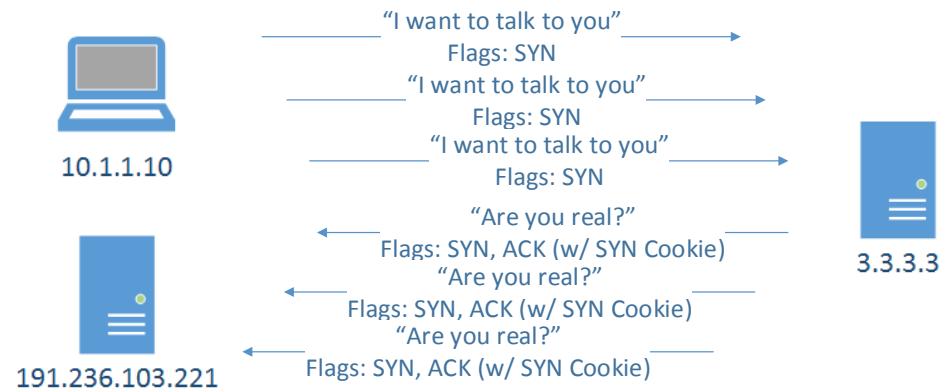 “I want to talk to you”
Flags: SYN
“I want to talk to you”
Flags: SYN
“I want to talk to you”
Flags: SYN
10.1.1.10
“Are you real?”
Flags: SYN, ACK (w/ SYN Cookie)
3.3.3.3
“Are you real?”
Flags: SYN, ACK (w/ SYN Cookie)
“Are you real?”
Flags: SYN, ACK (w/ SYN Cookie)
191.236.103.221